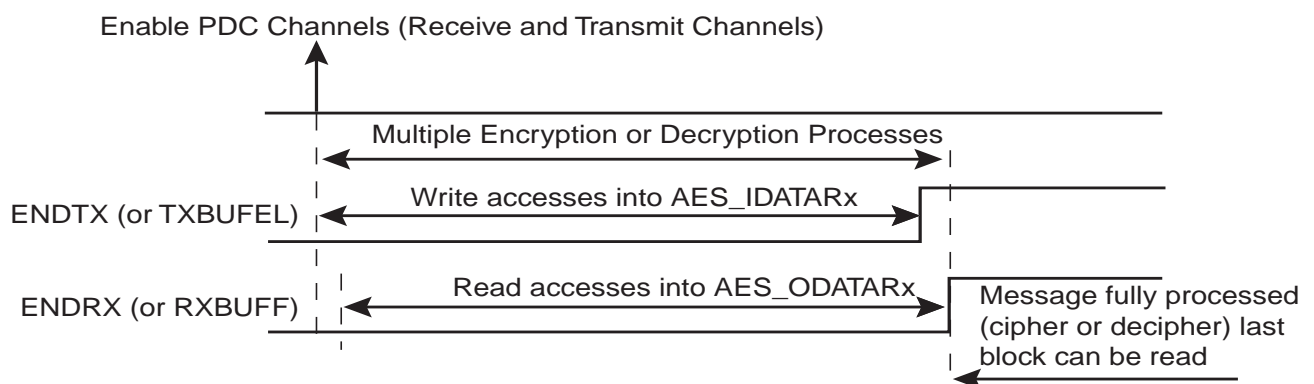 Enable PDC Channels (Receive and Transmit Channels)
Multiple Encryption or Decryption Processes
Write accesses into AES_IDATARx
ENDTX (or TXBUFEL)
Read accesses into AES_ODATARx
ENDRX (or RXBUFF)
Message fully processed
(cipher or decipher) last
block can be read